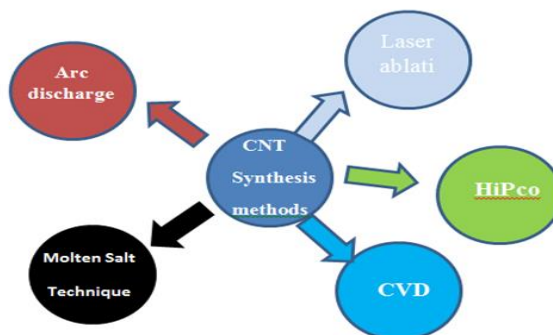 Laser
ablati
Arc
discharge
CNT
Synthesis
methods
HiPco
Molten Salt
Technique
CVD